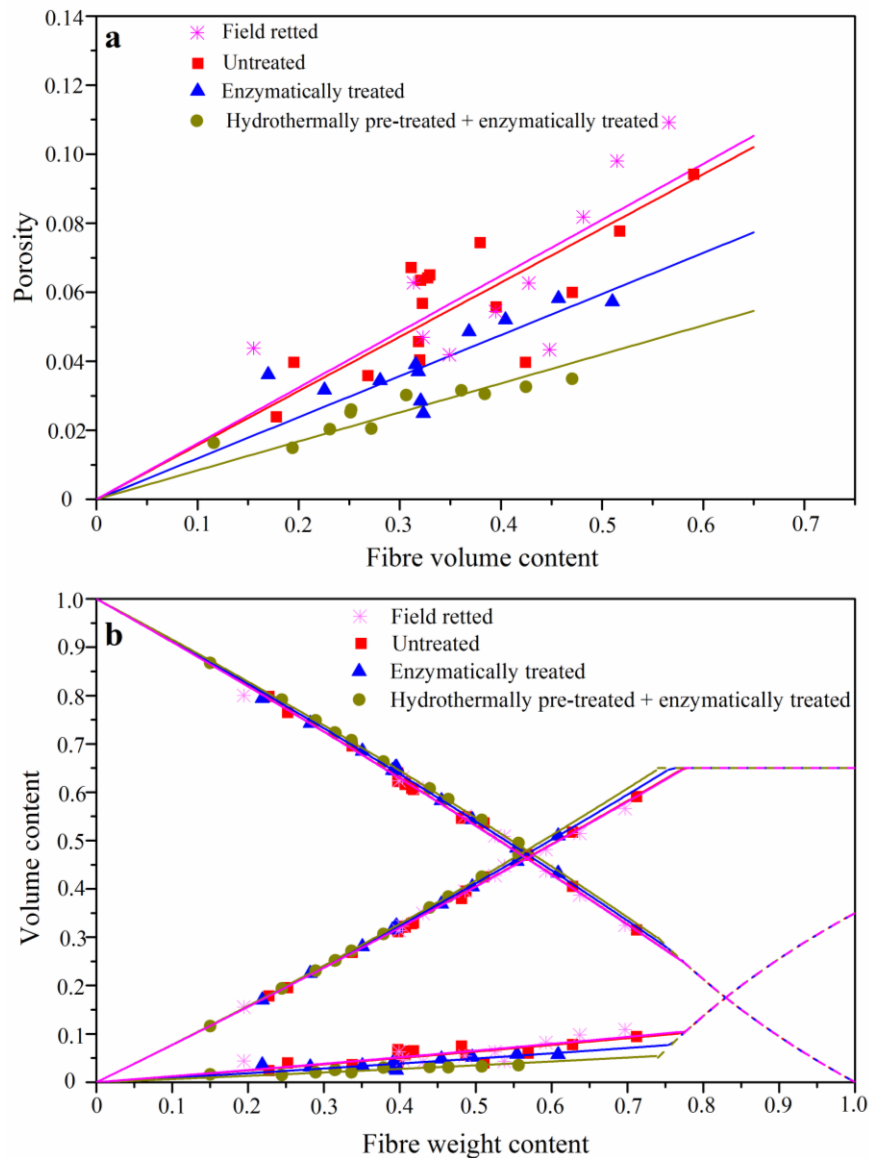 0.14
a
Field retted
Untreated
Enzymatically treated
Hydrothermally pre-treated + enzymatically treated
0.12
0.10
0.08
0.06
0.04
0.02
0
Porosity
0 0.1 0.2 0.3 0.4 0.5 0.6 0.7
Fibre volume content
1.0
b
Field retted
Untreated
Enzymatically treated
Hydrothermally pre-treated + enzymatically treated
0.9
0.8
0.7
0.6
0.5
0.4
0.3
0.2
0.1
0
Volume content
0 0.1 0.2 0.3 0.4 0.5 0.6 0.7 0.8 0.9 1.0
Fibre weight content